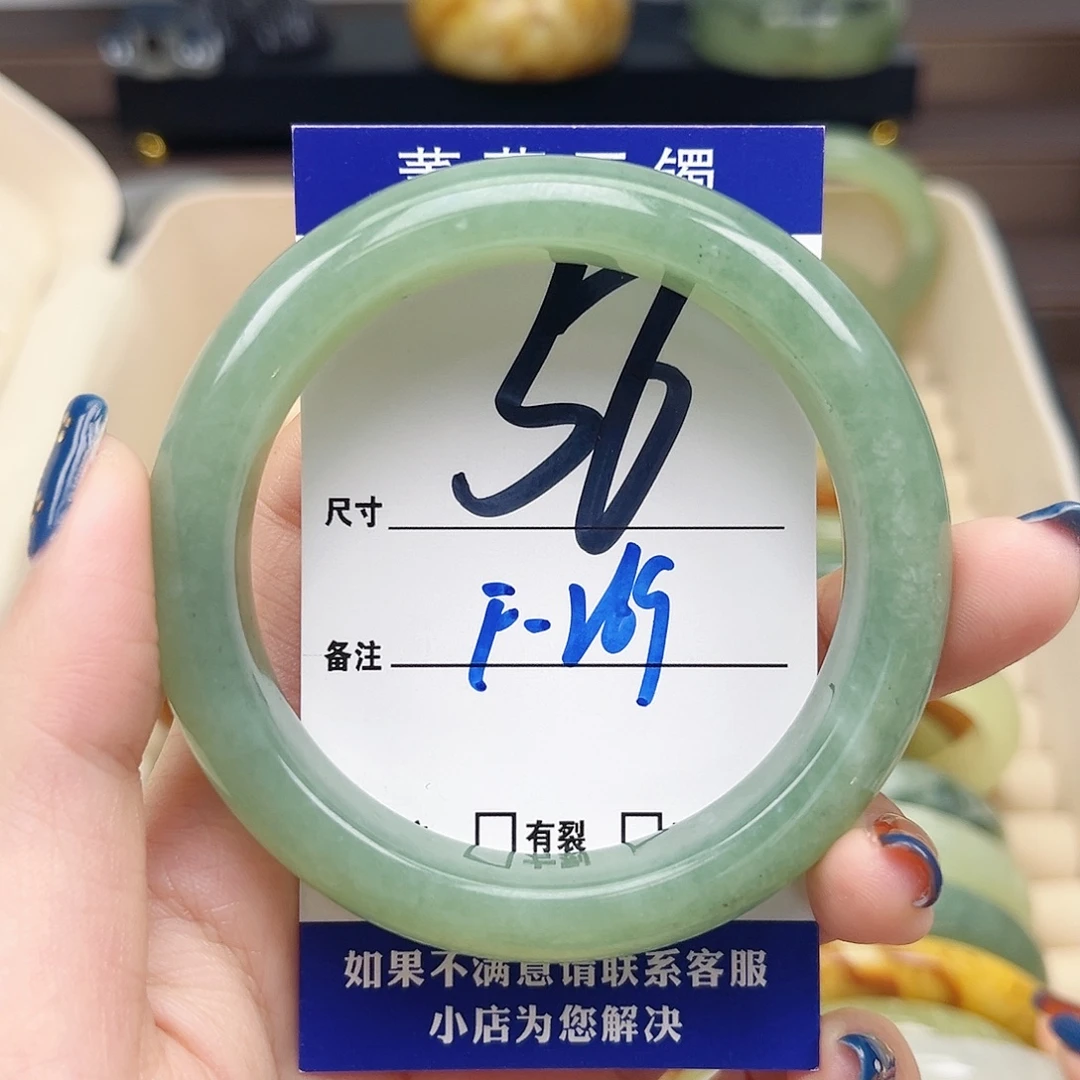 镯
56
尺寸
备注
有裂
如果不满意请联系客服
小店为您解决